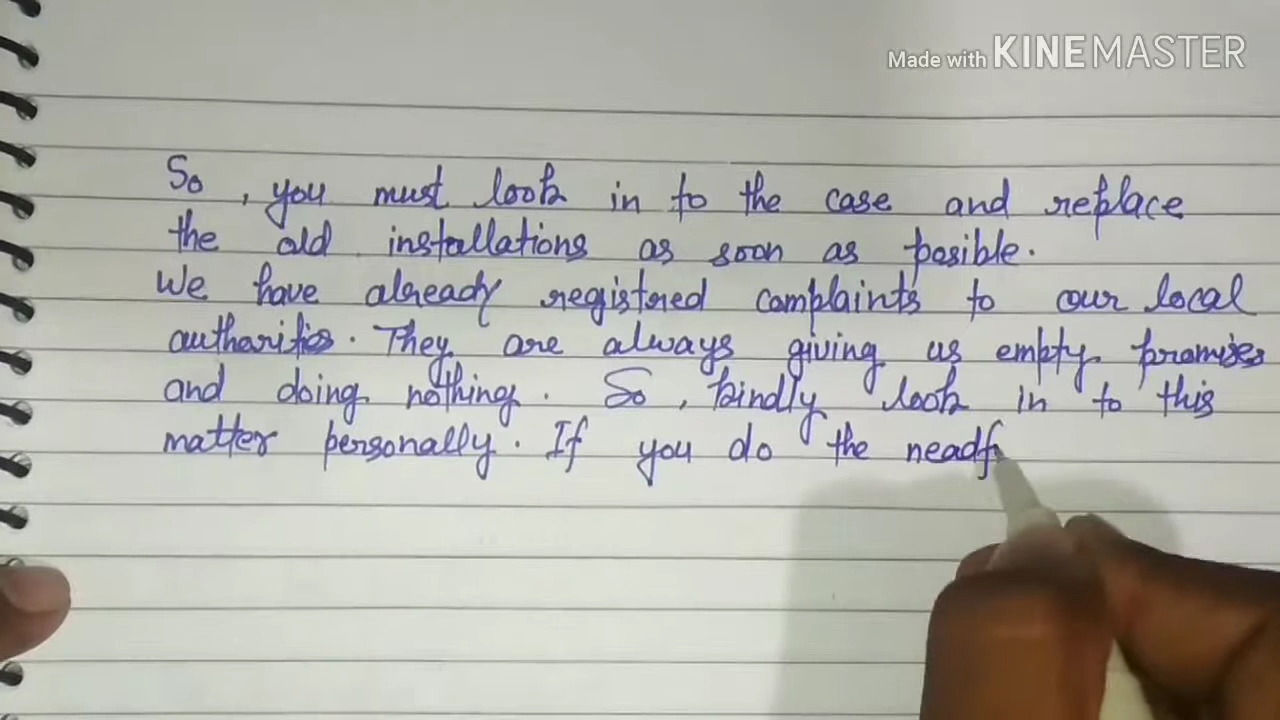 Made with KINEMASTER
So, you must look in to the case and replace
the old installations as soon as posible.
We have already registred complaints to our local
autharities. They are always giving us empty promises
and doing nothing. So, kindly look in to this
matter personally. If you do the neadf